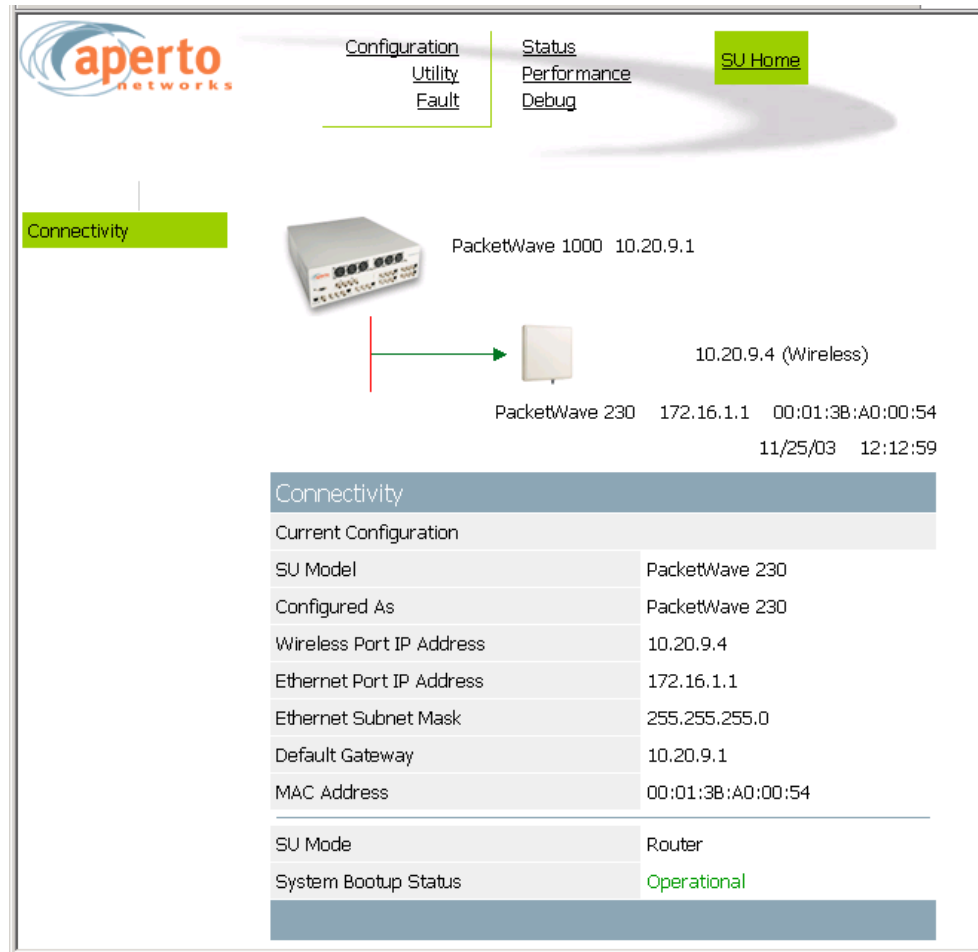 aperto
networks
Configuration
Utility
Fault
Status
Performance
Debug
SU Home
Connectivity
PacketWave 1000 10.20.9.1
10.20.9.4 (Wireless)
PacketWave 230 172.16.1.1 00:01:3B:A0:00:54
11/25/03 12:12:59
Connectivity
Current Configuration
SU Model PacketWave 230
Configured As PacketWave 230
Wireless Port IP Address 10.20.9.4
Ethernet Port IP Address 172.16.1.1
Ethernet Subnet Mask 255.255.255.0
Default Gateway 10.20.9.1
MAC Address 00:01:3B:A0:00:54
SU Mode Router
System Bootup Status Operational